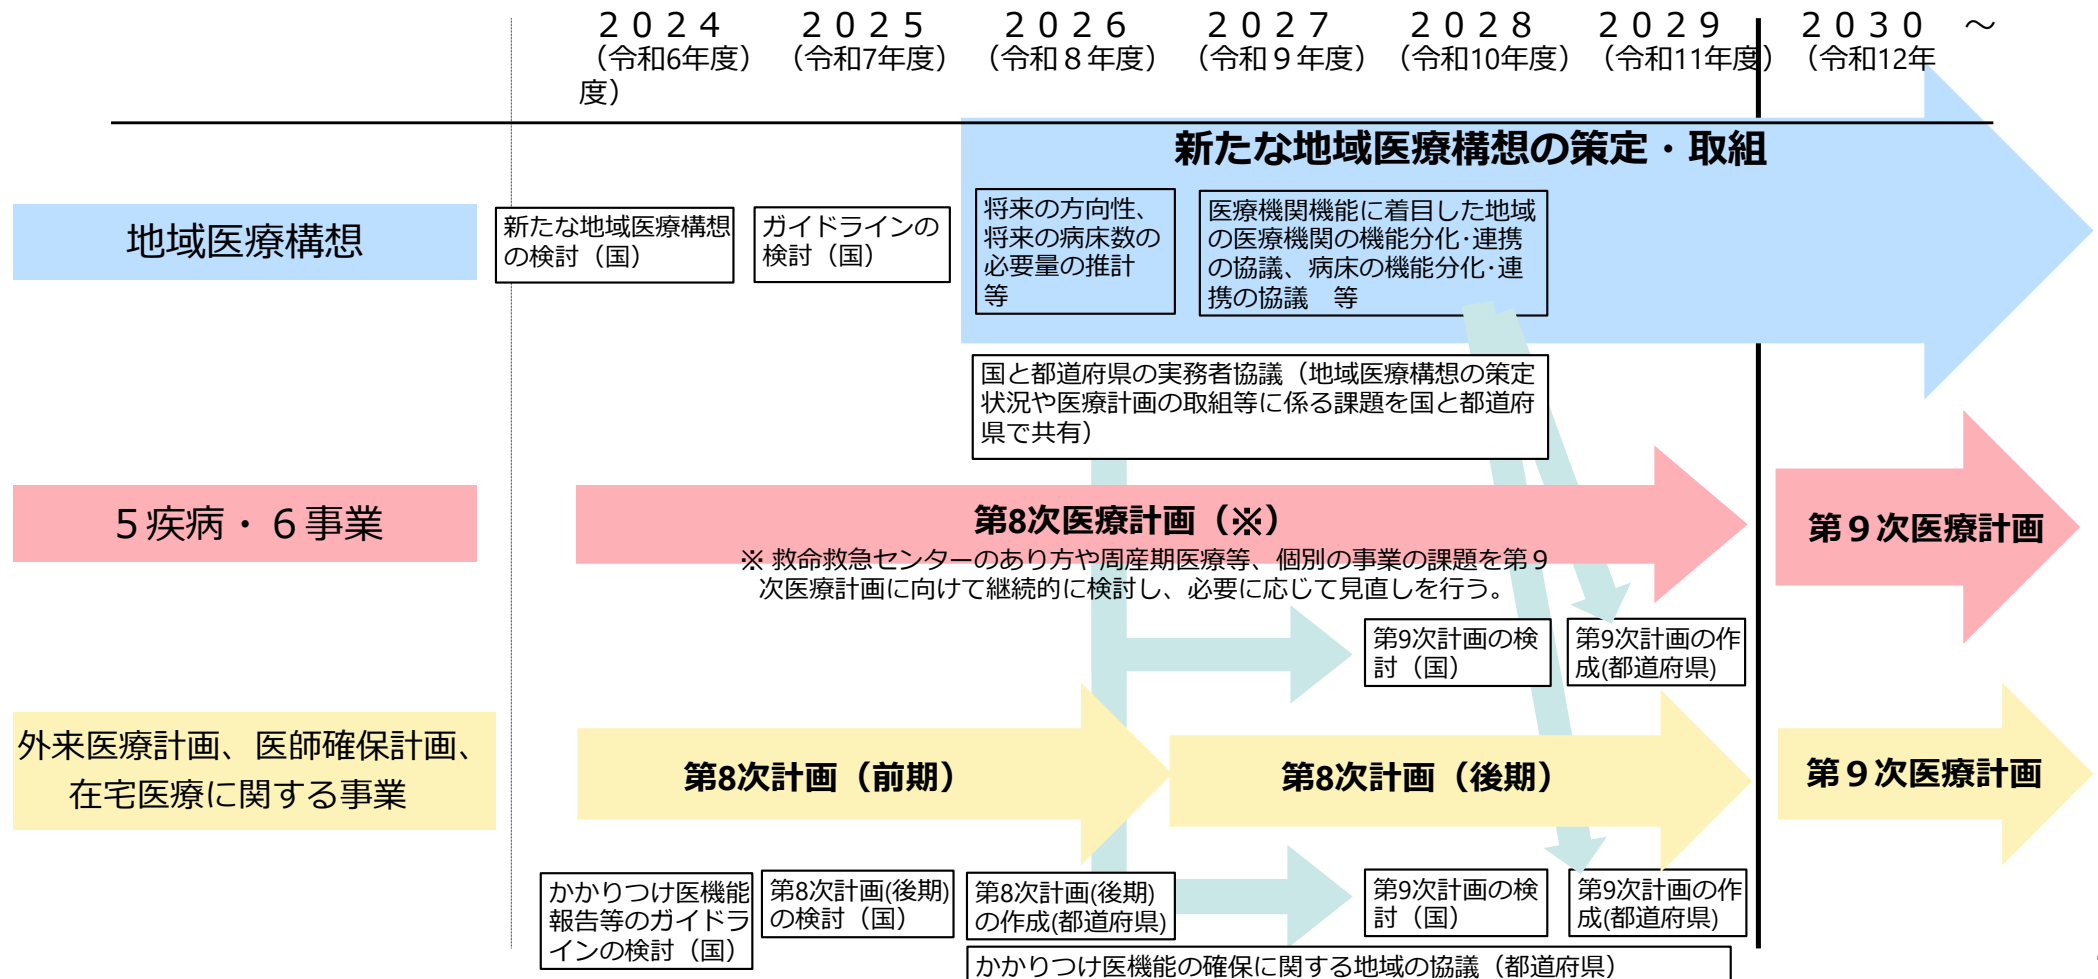 ２０２４　２０２５　２０２６　２０２７　２０２８　２０２９　２０３０　～
（令和6年度）　（令和7年度）　（令和８年度）　（令和９年度）　（令和10年度）　（令和11年度）　（令和12年
度）
新たな地域医療構想の策定・取組
地域医療構想
新たな地域医療構想
の検討（国）
ガイドラインの
検討（国）
将来の方向性、
将来の病床数の
必要量の推計
等
医療機関機能に着目した地域
の医療機関の機能分化･連携
の協議、病床の機能分化･連
携の協議　等
国と都道府県の実務者協議（地域医療構想の策定
状況や医療計画の取組等に係る課題を国と都道府
県で共有）
５疾病・６事業
第8次医療計画（※）
※ 救命救急センターのあり方や周産期医療等、個別の事業の課題を第９
次医療計画に向けて継続的に検討し、必要に応じて見直しを行う。
第９次医療計画
第9次計画の検
討（国）
第9次計画の作
成(都道府県)
外来医療計画、医師確保計画、
在宅医療に関する事業
第8次計画（前期）
第8次計画（後期）
第９次医療計画
かかりつけ医機能
報告等のガイドラ
インの検討（国）
第8次計画(後期)
の検討（国）
第8次計画(後期)
の作成(都道府県)
第9次計画の検
討（国）
第9次計画の作
成(都道府県)
かかりつけ医機能の確保に関する地域の協議（都道府県）